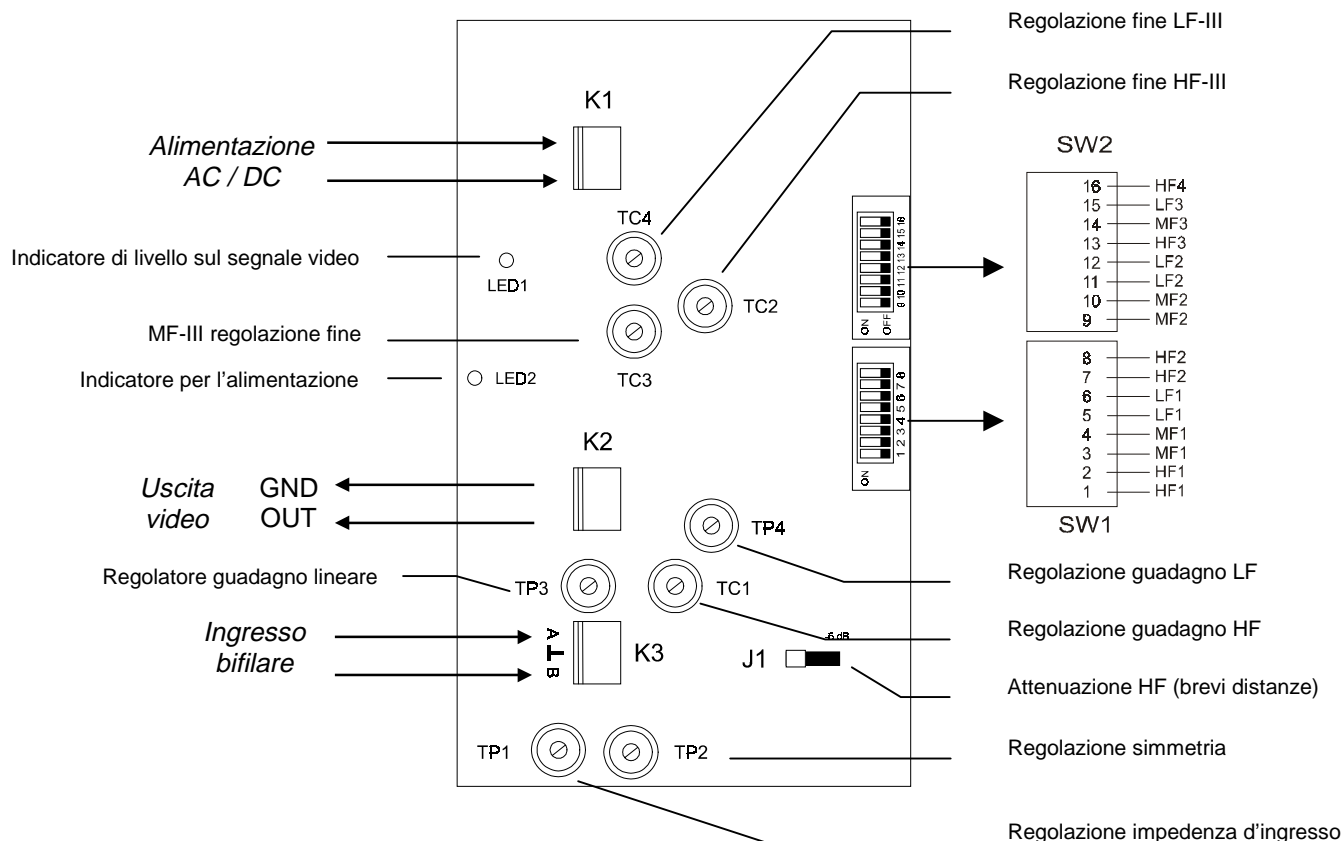 Regolazione fine LF-III
Regolazione fine HF-III
K1
Alimentazione
AC / DC
SW2
16 HF4
15 LF3
14 MF3
13 HF3
12 LF2
11 LF2
10 MF2
9 MF2
TC4
Indicatore di livello sul segnale video
LED1
TC2
9 10 11 12 13 14 15 16
ON OFF
MF-III regolazione fine
TC3
Indicatore per l'alimentazione
LED2
8 HF2
7 HF2
6 LF1
5 LF1
4 MF1
3 MF1
2 HF1
1 HF1
SW1
1 2 3 4 5 6 7 8
ON
K2
Uscita
video
GND
OUT
TP4
Regolatore guadagno lineare
TP3
TC1
Regolazione guadagno LF
Ingresso
bifilare
A
B
K3
Regolazione guadagno HF
-6 dB
J1
Attenuazione HF (brevi distanze)
TP1
TP2
Regolazione simmetria
Regolazione impedenza d'ingresso